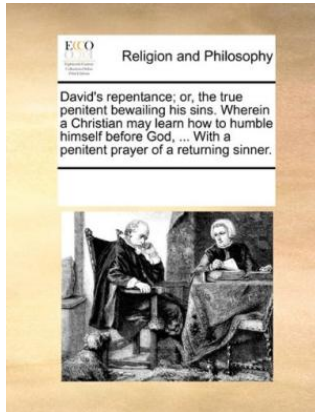 ECCO
Religion and Philosophy
David's repentance; or, the true
penitent bewailing his sins. Wherein
a Christian may learn how to humble
himself before God, ... With a
penitent prayer of a returning sinner.